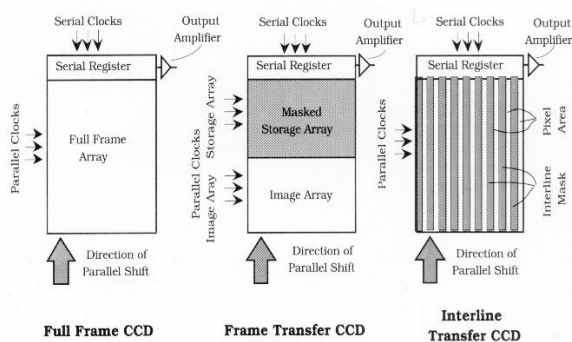 Serial Clocks
Output
Amplifier
Serial Register
Parallel Clocks
Full Frame
Array
Direction of
Parallel Shift
Full Frame CCD
Serial Clocks
Output
Amplifier
Serial Register
Parallel Clocks
Storage Array
Masked
Storage Array
Parallel Clocks
Image Aray
Image Array
Direction of
Parallel Shift
Frame Transfer CCD
Serial Clocks
Output
Amplifier
Serial Register
Parallel Clocks
Pixel
Area
Interline
Mask
Direction of
Parallel Shift
Interline
Transfer CCD